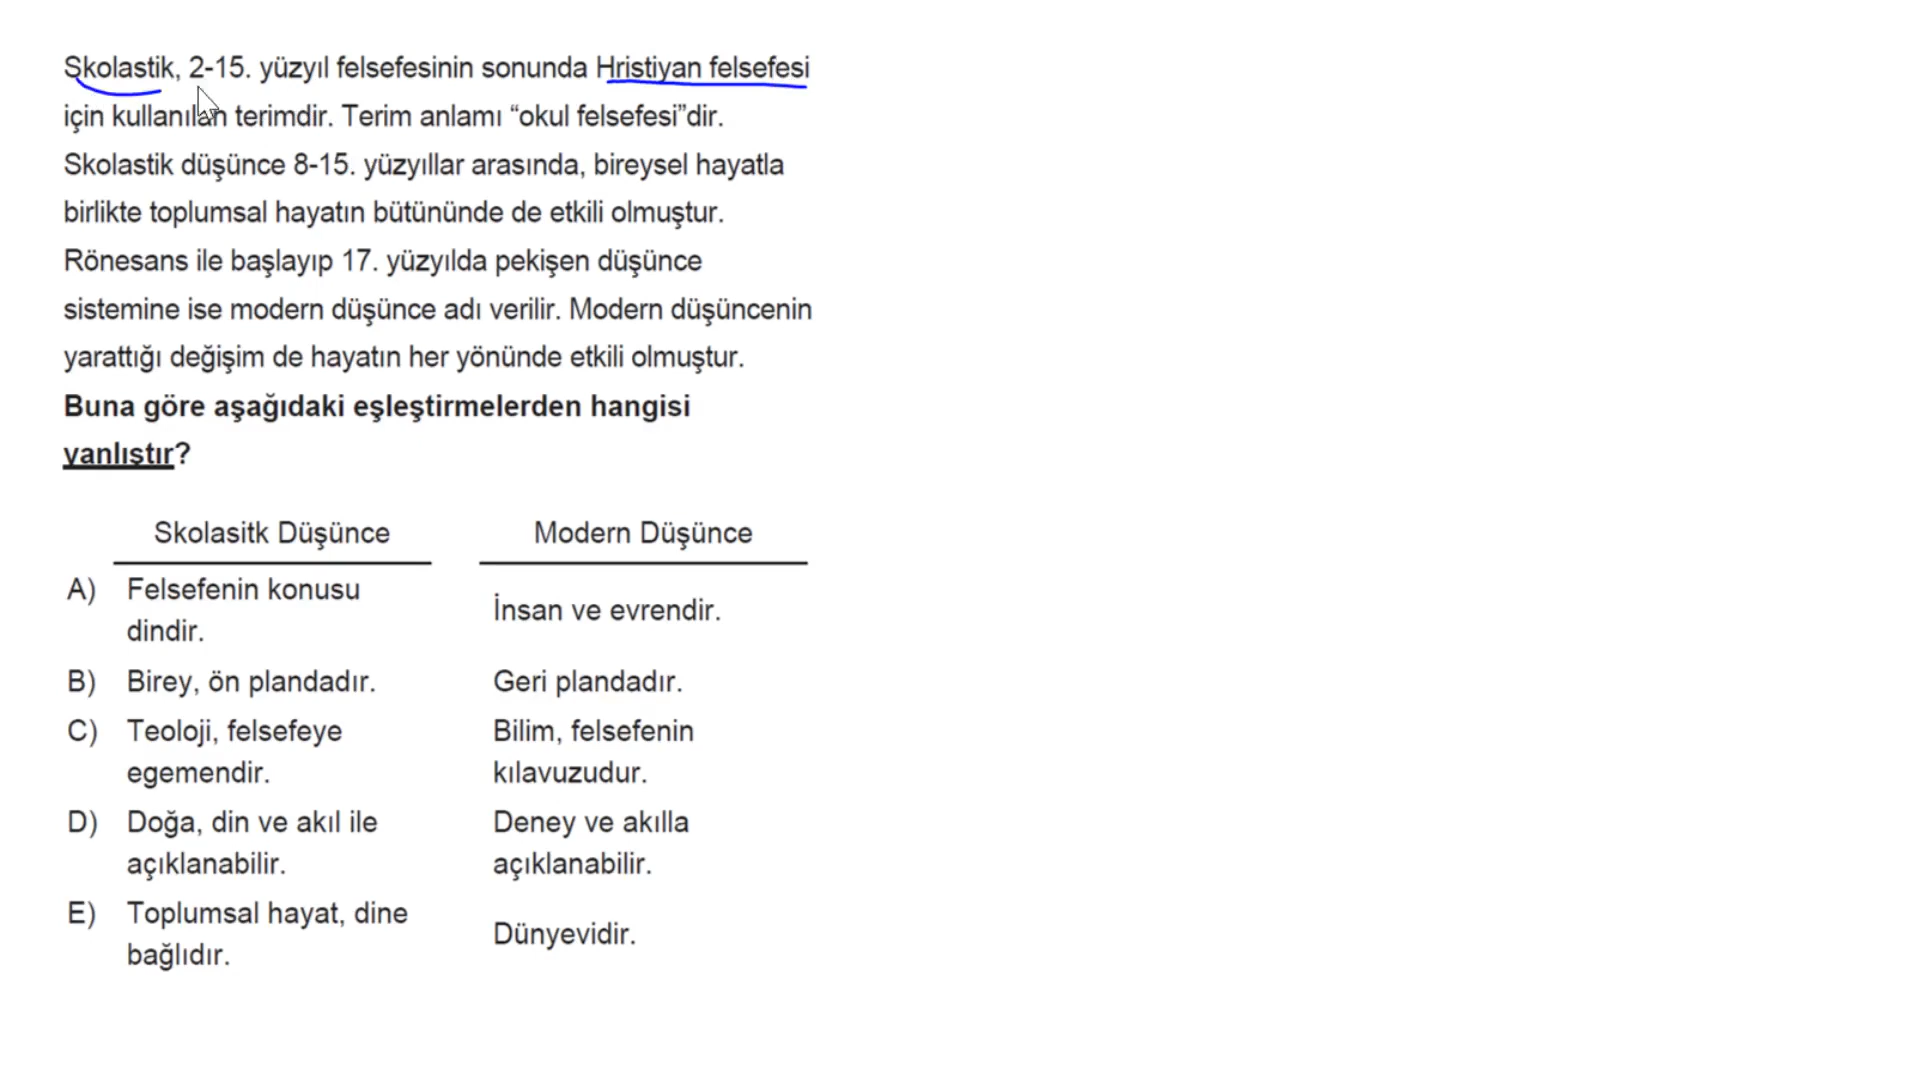 Skolastik, 2-15. yüzyıl felsefesinin sonunda Hristiyan felsefesi
için kullanılan terimdir. Terim anlamı “okul felsefesi”dir.
Skolastik düşünce 8-15. yüzyıllar arasında, bireysel hayatla
birlikte toplumsal hayatın bütününde de etkili olmuştur.
Rönesans ile başlayıp 17. yüzyılda pekişen düşünce
sistemine ise modern düşünce adı verilir. Modern düşüncenin
yarattığı değişim de hayatın her yönünde etkili olmuştur.
Buna göre aşağıdaki eşleştirmelerden hangisi
yanlıştır?
Skolasitk Düşünce Modern Düşünce
A) Felsefenin konusu
dindir. İnsan ve evrendir.
B) Birey, ön plandadır. Geri plandadır.
C) Teoloji, felsefeye Bilim, felsefenin
egemendir. kılavuzudur.
D) Doğa, din ve akıl ile Deney ve akılla
açıklanabilir. açıklanabilir.
E) Toplumsal hayat, dine
bağlıdır. Dünyevidir.